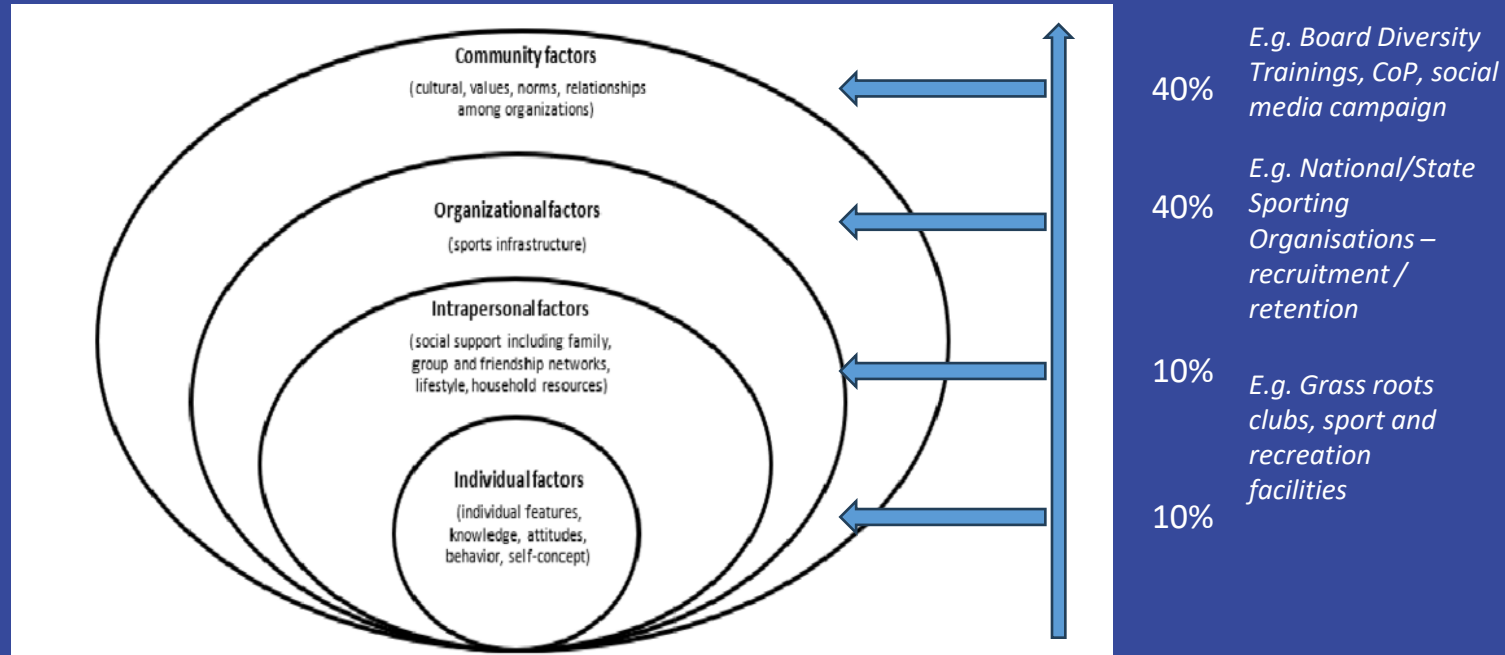 Community factors
(cultural, values, norms, relationships
among organizations)
Organizational factors
(sports infrastructure)
Intrapersonal factors
(social support including family,
group and friendship networks,
lifestyle, household resources)
Individual factors
(individual features,
knowledge, attitudes,
behavior, self-concept)
40%
E.g. Board Diversity
Trainings, CoP, social
media campaign
40%
E.g. National/State
Sporting
Organisations –
recruitment /
retention
10%
E.g. Grass roots
clubs, sport and
recreation
facilities
10%